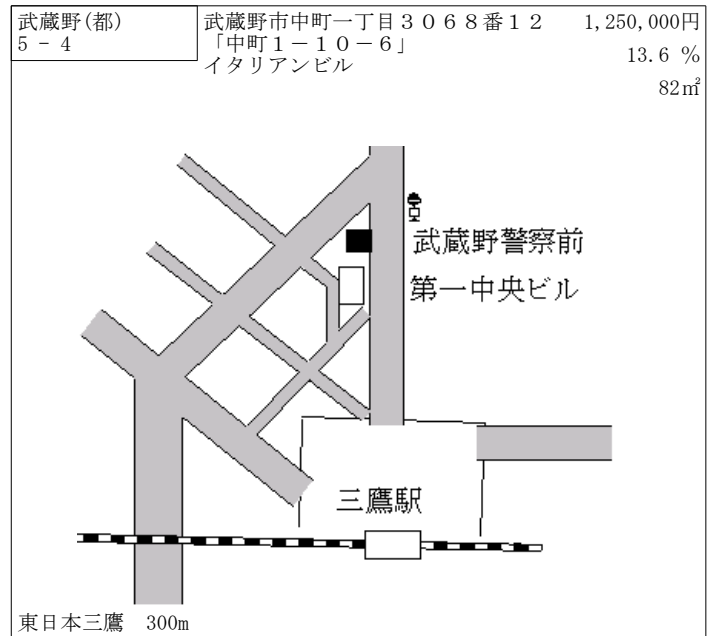 武蔵野(都)
5 - 4
武蔵野市中町一丁目３０６８番１２
「中町１－１０－６」
イタリアンビル
1,250,000円
13.6 %
82㎡
武蔵野警察前
第一中央ビル
三鷹駅
東日本三鷹 300m